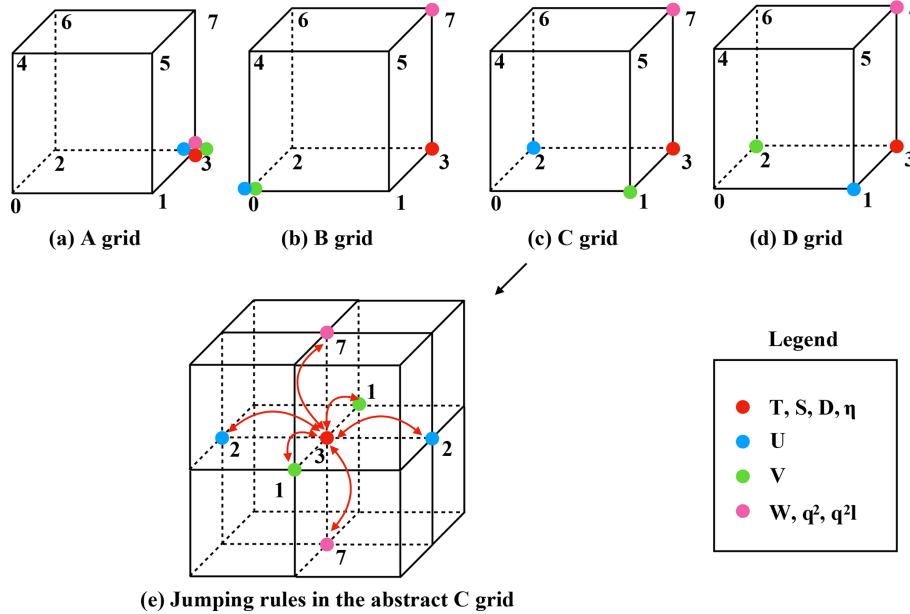 6 7 4 5 2 3 0 1
7 6 4 5 2 3 0 1
7 6 4 5 2 3 1 0
7 6 4 5 2 3 0 1
(a) A grid (b) B grid (c) C grid (d) D grid
7
1
2 3 2
1
7
(e) Jumping rules in the abstract C grid
Legend
T, S, D, η
U
V
W, q², q²l